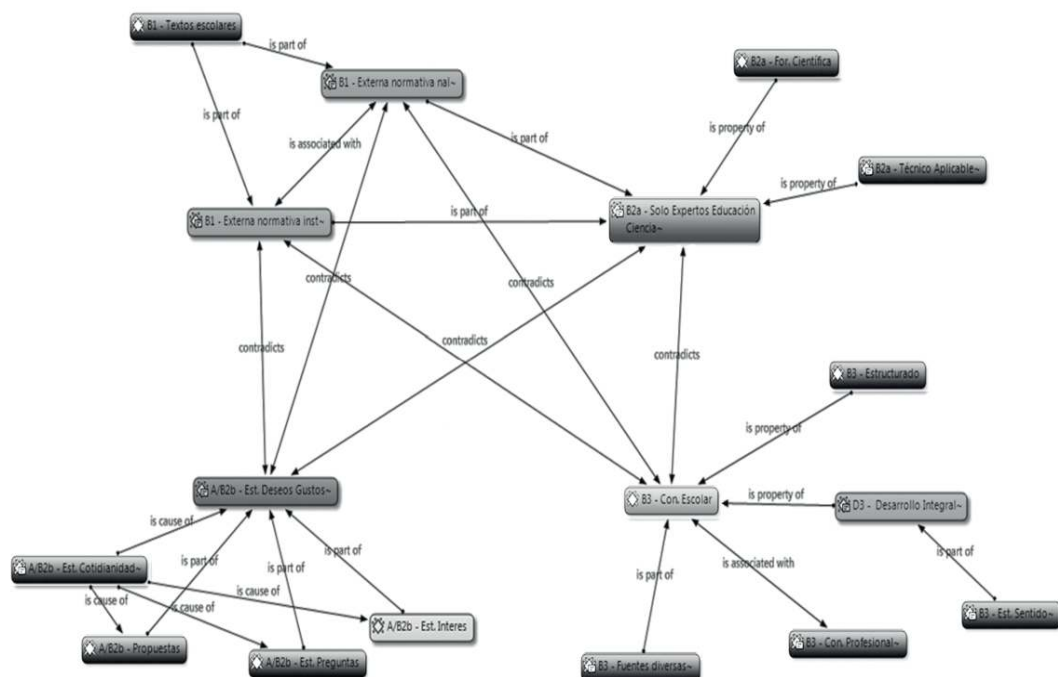 B1 - Textos escolares
is part of
B1 - Externa normativa nal~
B2a - For. Científica
is part of
is associated with
is part of
is property of
B2a - Técnico Aplicable~
is property of
B1 - Externa normativa inst~
is part of
B2a - Solo Expertos Educación
Ciencia~
contradicts
contradicts
contradicts
contradicts
contradicts
B3 - Estructurado
is property of
A/B2b - Est. Deseos Gustos~
B3 - Con. Escolar
is property of
D3 - Desarrollo Integral~
is cause of
is part of
is part of
is part of
A/B2b - Est. Cotidianidad~
is cause of
is cause of
is cause of
is part of
is associated with
is part of
A/B2b - Est. Interes
B3 - Est. Sentido~
A/B2b - Propuestas
A/B2b - Est. Preguntas
B3 - Fuentes diversas~
B3 - Con. Profesional~